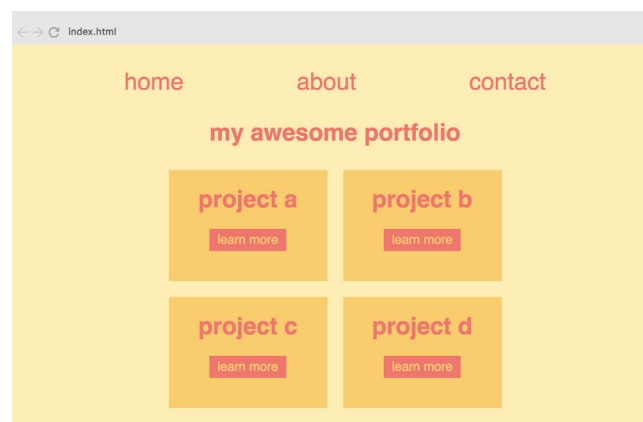 index.html
home about contact
my awesome portfolio
project a project b
learn more learn more
project c project d
learn more learn more